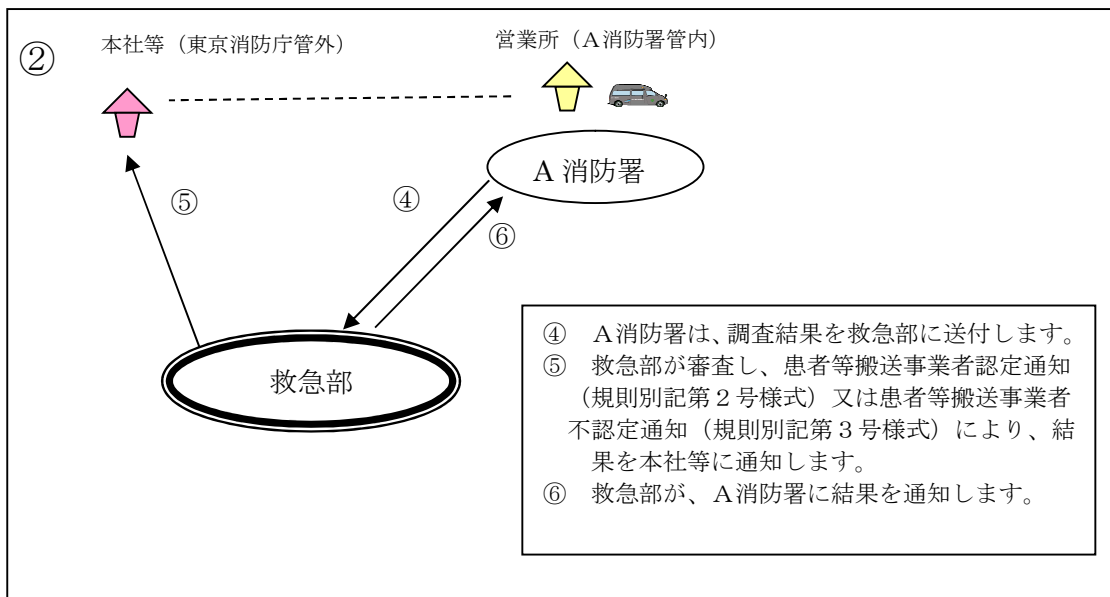 ②
本社等（東京消防庁管外）
営業所（A消防署管内）
A 消防署
④
⑤
⑥
救急部
④　A消防署は、調査結果を救急部に送付します。
⑤　救急部が審査し、患者等搬送事業者認定通知
（規則別記第２号様式）又は患者等搬送事業者
不認定通知（規則別記第３号様式）により、結
果を本社等に通知します。
⑥　救急部が、A消防署に結果を通知します。